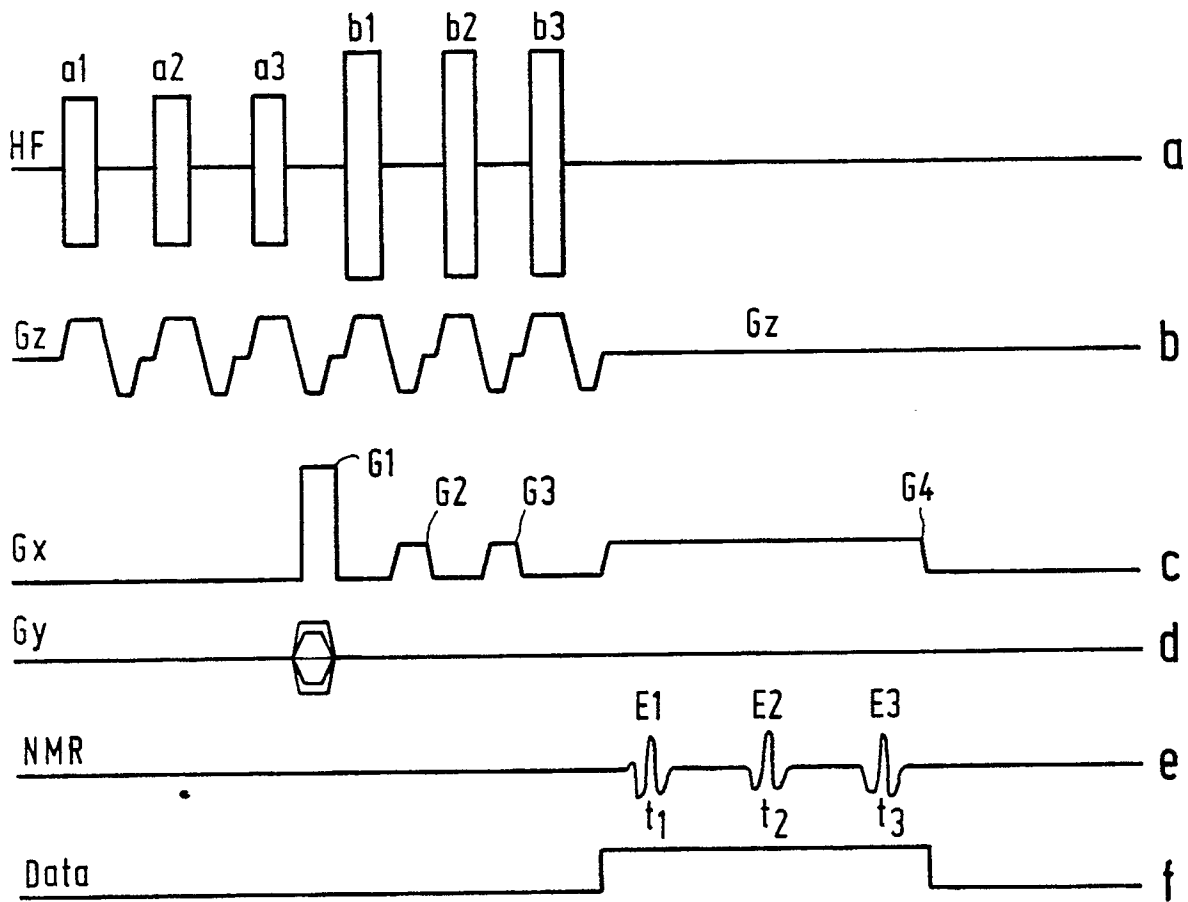 a1 a2 a3 b1 b2 b3
HF a
Gz Gz b
G1 G2 G3 G4
Gx c
Gy d
E1 E2 E3
NMR e
t1 t2 t3
Data f